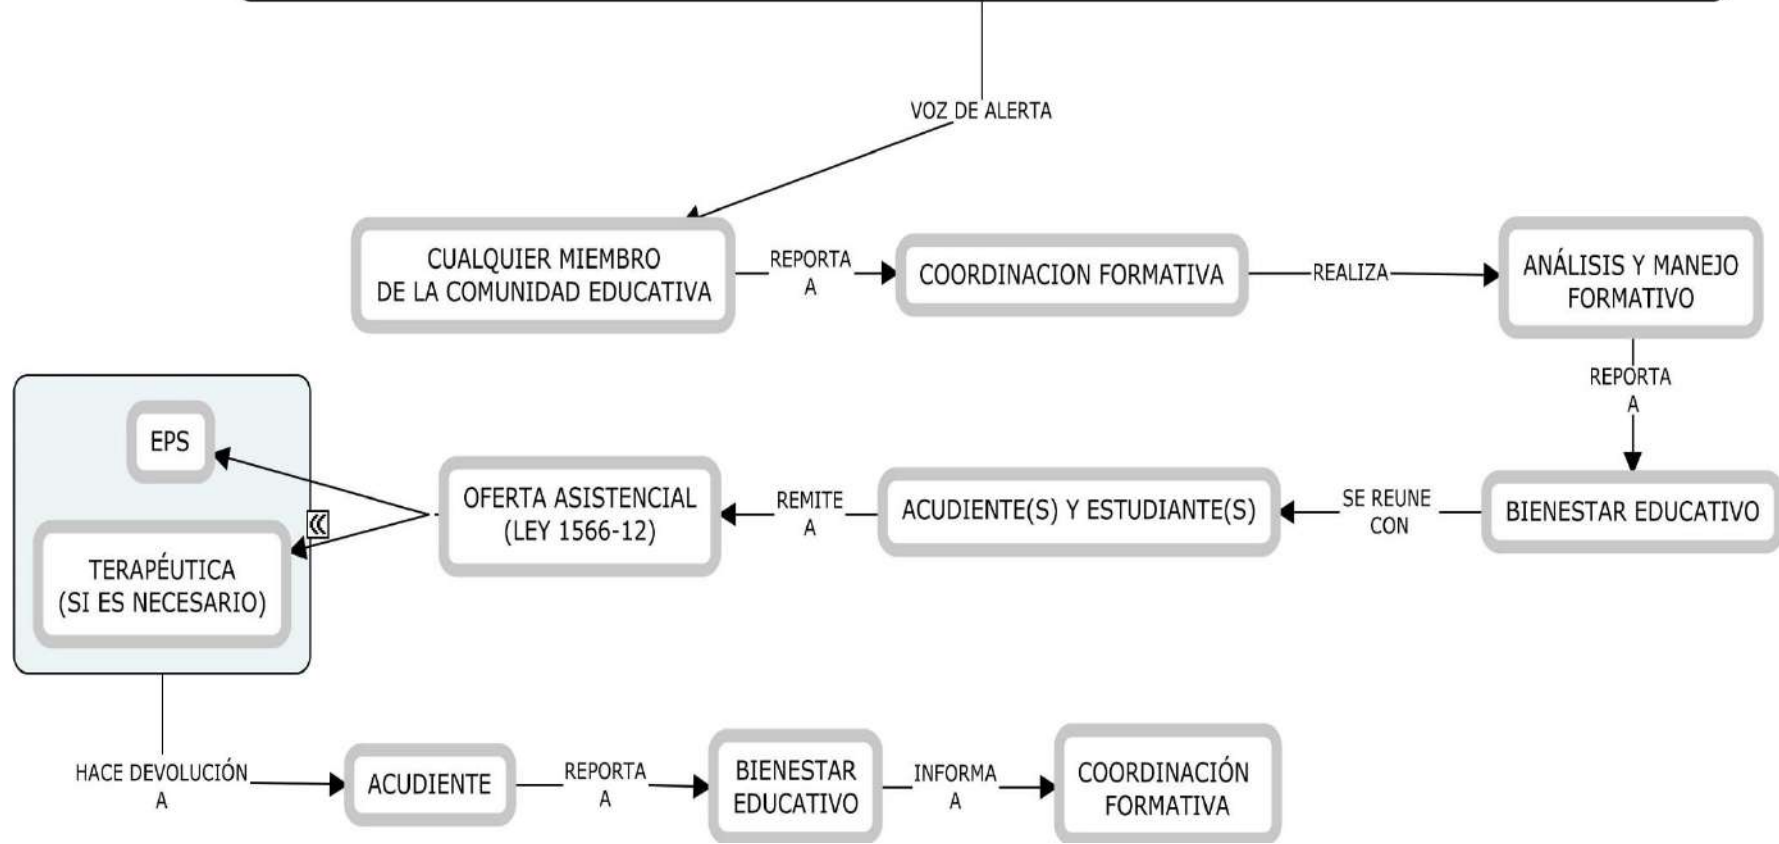 VOZ DE ALERTA
CUALQUIER MIEMBRO
DE LA COMUNIDAD EDUCATIVA
REPORTA
A
COORDINACION FORMATIVA
REALIZA
ANÁLISIS Y MANEJO
FORMATIVO
REPORTA
A
BIENESTAR EDUCATIVO
SE REUNE
CON
ACUDIENTE(S) Y ESTUDIANTE(S)
REMITE
A
OFERTA ASISTENCIAL
(LEY 1566-12)
EPS
TERAPÉUTICA
(SI ES NECESARIO)
HACE DEVOLUCIÓN
A
ACUDIENTE
REPORTA
A
BIENESTAR
EDUCATIVO
INFORMA
A
COORDINACIÓN
FORMATIVA